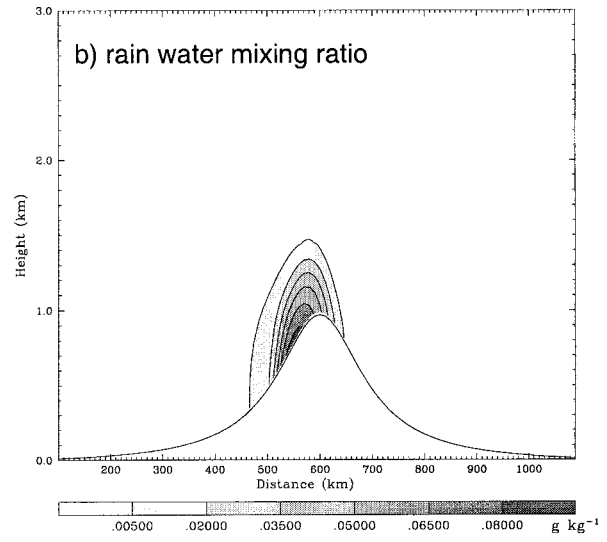 b) rain water mixing ratio
3.0
2.0
1.0
0.0
Height (km)
200 300 400 500 600 700 800 900 1000
Distance (km)
.00500 .02000 .03500 .05000 .06500 .08000 g kg⁻¹